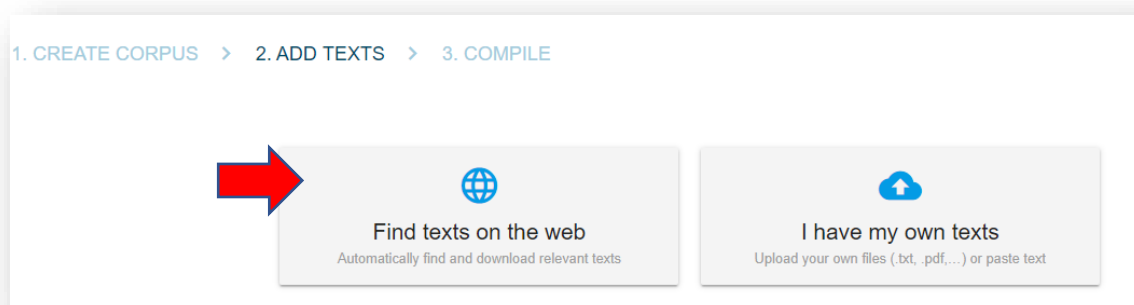 1. CREATE CORPUS > 2. ADD TEXTS > 3. COMPILE
Find texts on the web
Automatically find and download relevant texts
I have my own texts
Upload your own files (.txt, .pdf,...) or paste text